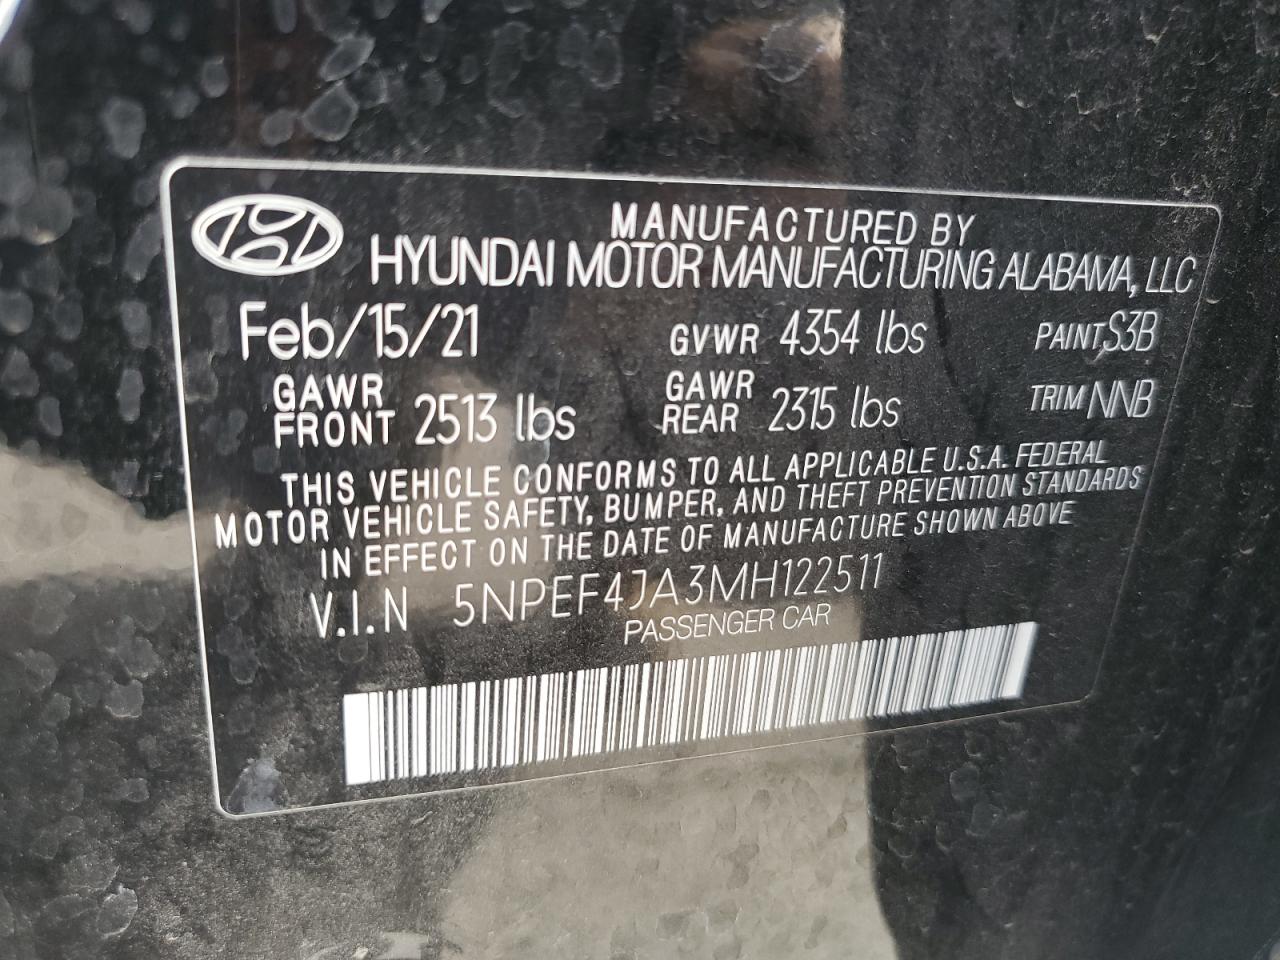 MANUFACTURED BY
HYUNDAI MOTOR MANUFACTURING ALABAMA, LLC
Feb/15/21 GVWR 4354 lbs PAINT S3B
GAWR FRONT 2513 lbs GAWR REAR 2315 lbs TRIM NNB
THIS VEHICLE CONFORMS TO ALL APPLICABLE U.S.A. FEDERAL
MOTOR VEHICLE SAFETY, BUMPER, AND THEFT PREVENTION STANDARDS
IN EFFECT ON THE DATE OF MANUFACTURE SHOWN ABOVE
V.I.N 5NPEF4JA3MH122511
PASSENGER CAR